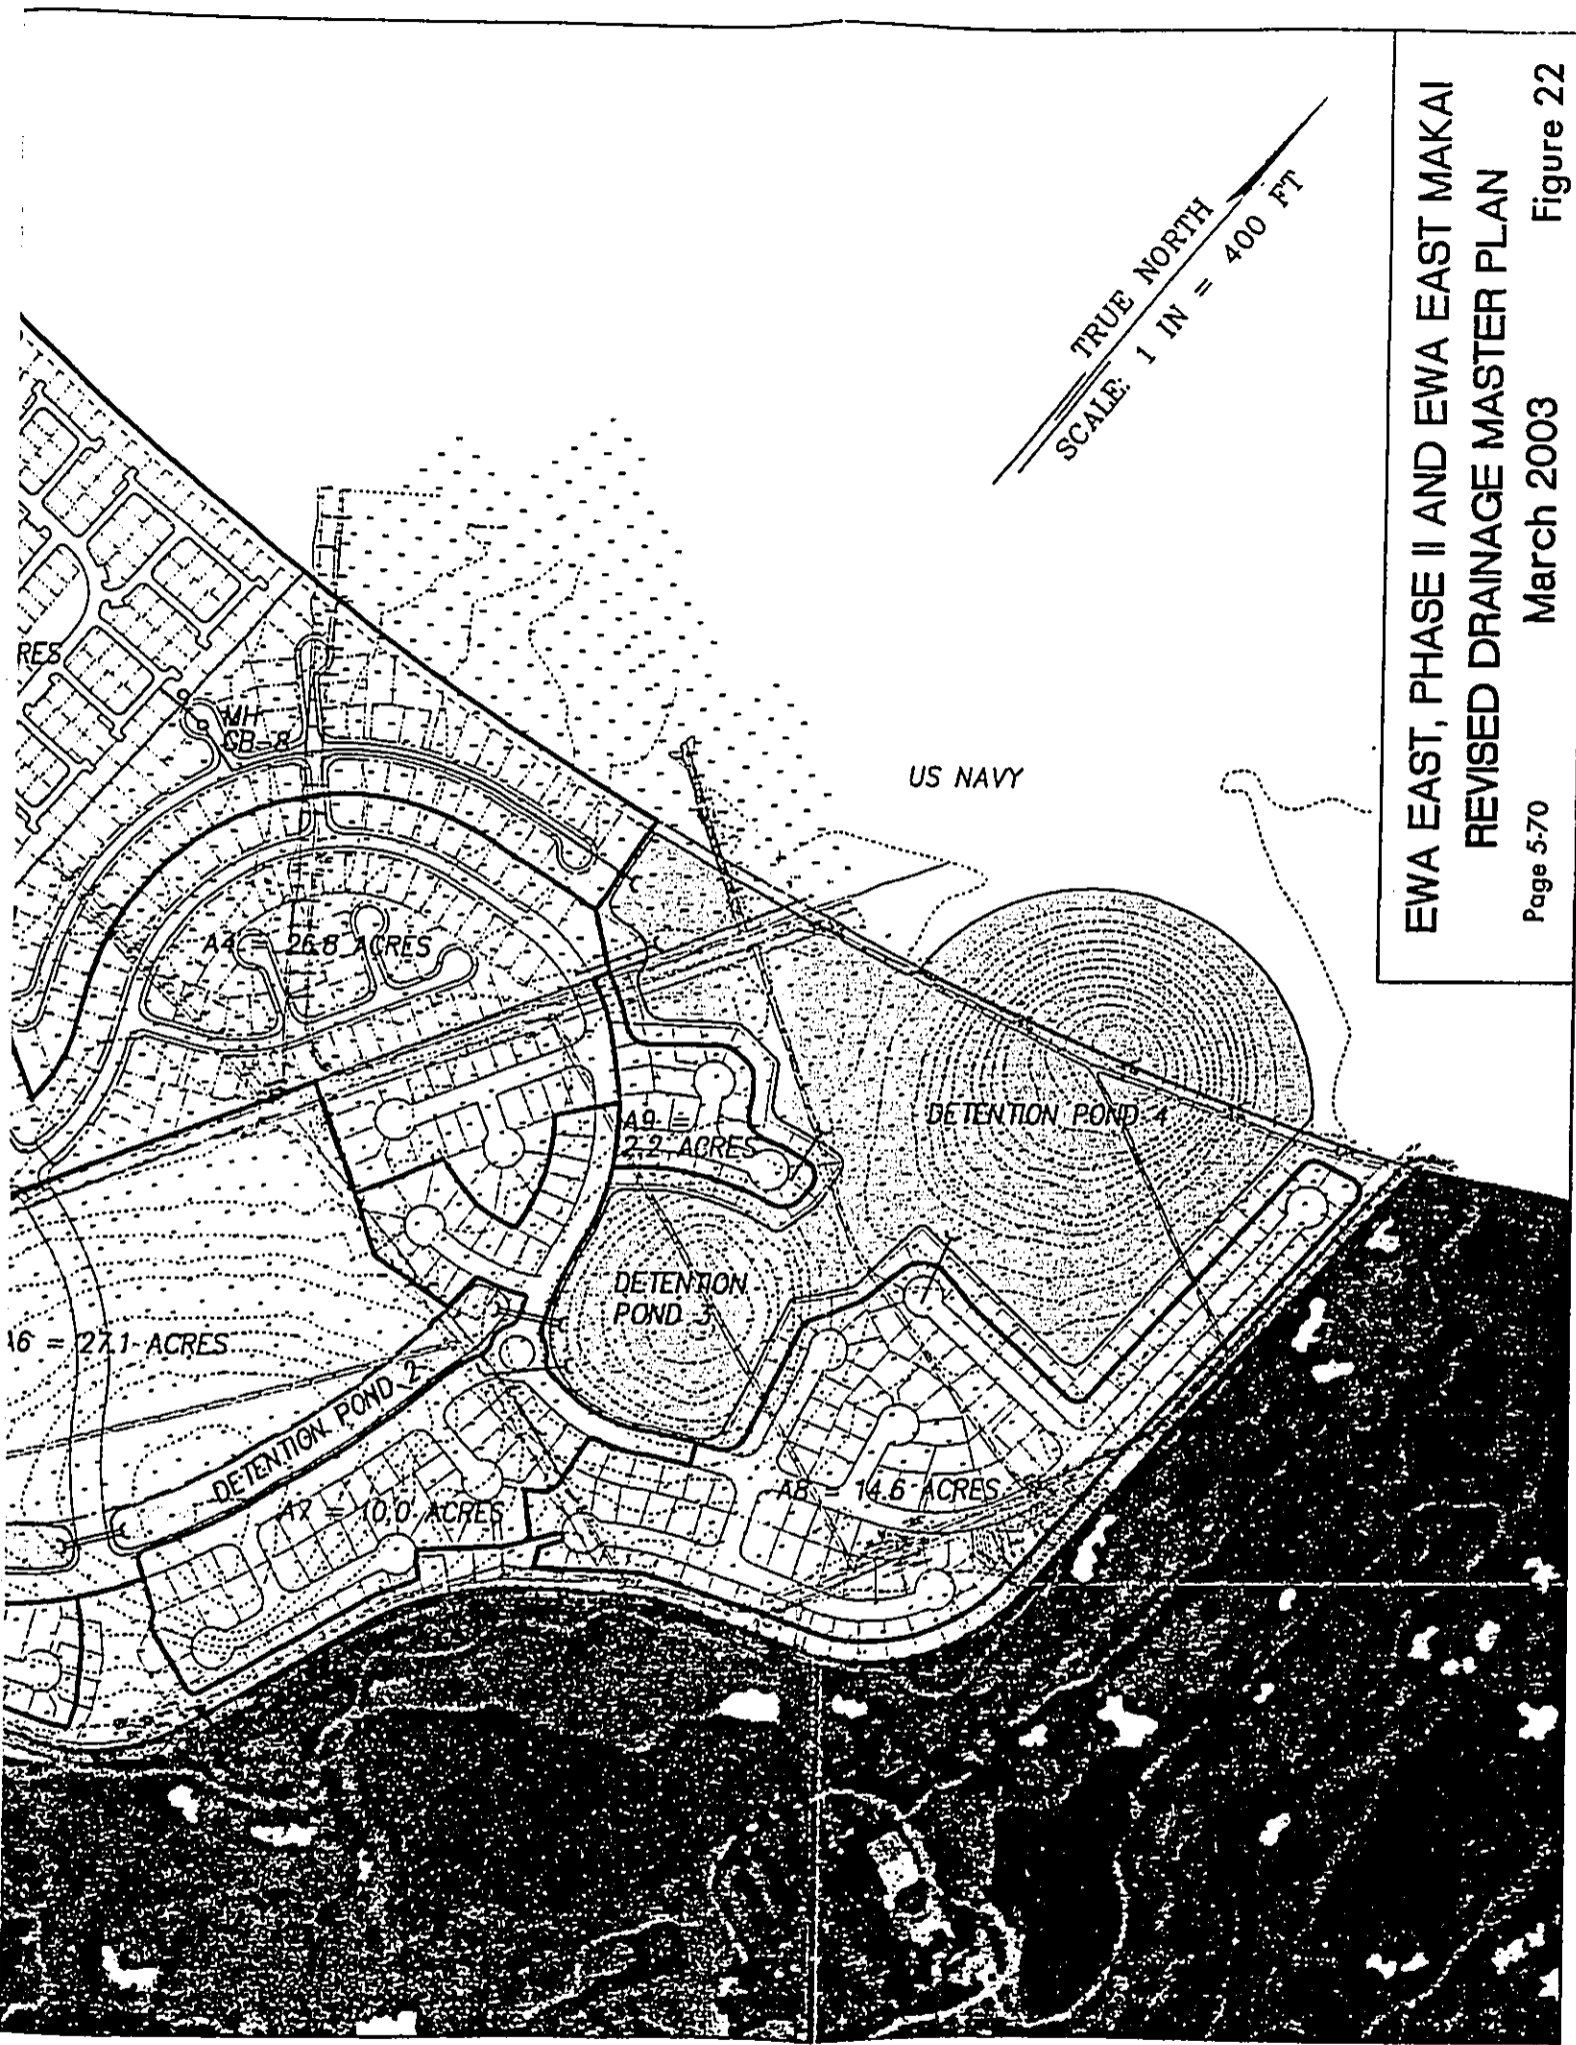 EWA EAST, PHASE II AND EWA EAST MAKAI
REVISED DRAINAGE MASTER PLAN
Page 5-70 March 2003 Figure 22
TRUE NORTH
SCALE: 1 IN = 400 FT
RES
MH
CB-8
US NAVY
A4 = 26.8 ACRES
A9 =
2.2 ACRES
DETENTION POND 4
DETENTION
POND 3
A6 = 27.1 ACRES
DETENTION POND 2
A7 = 10.0 ACRES
A8 = 14.6 ACRES